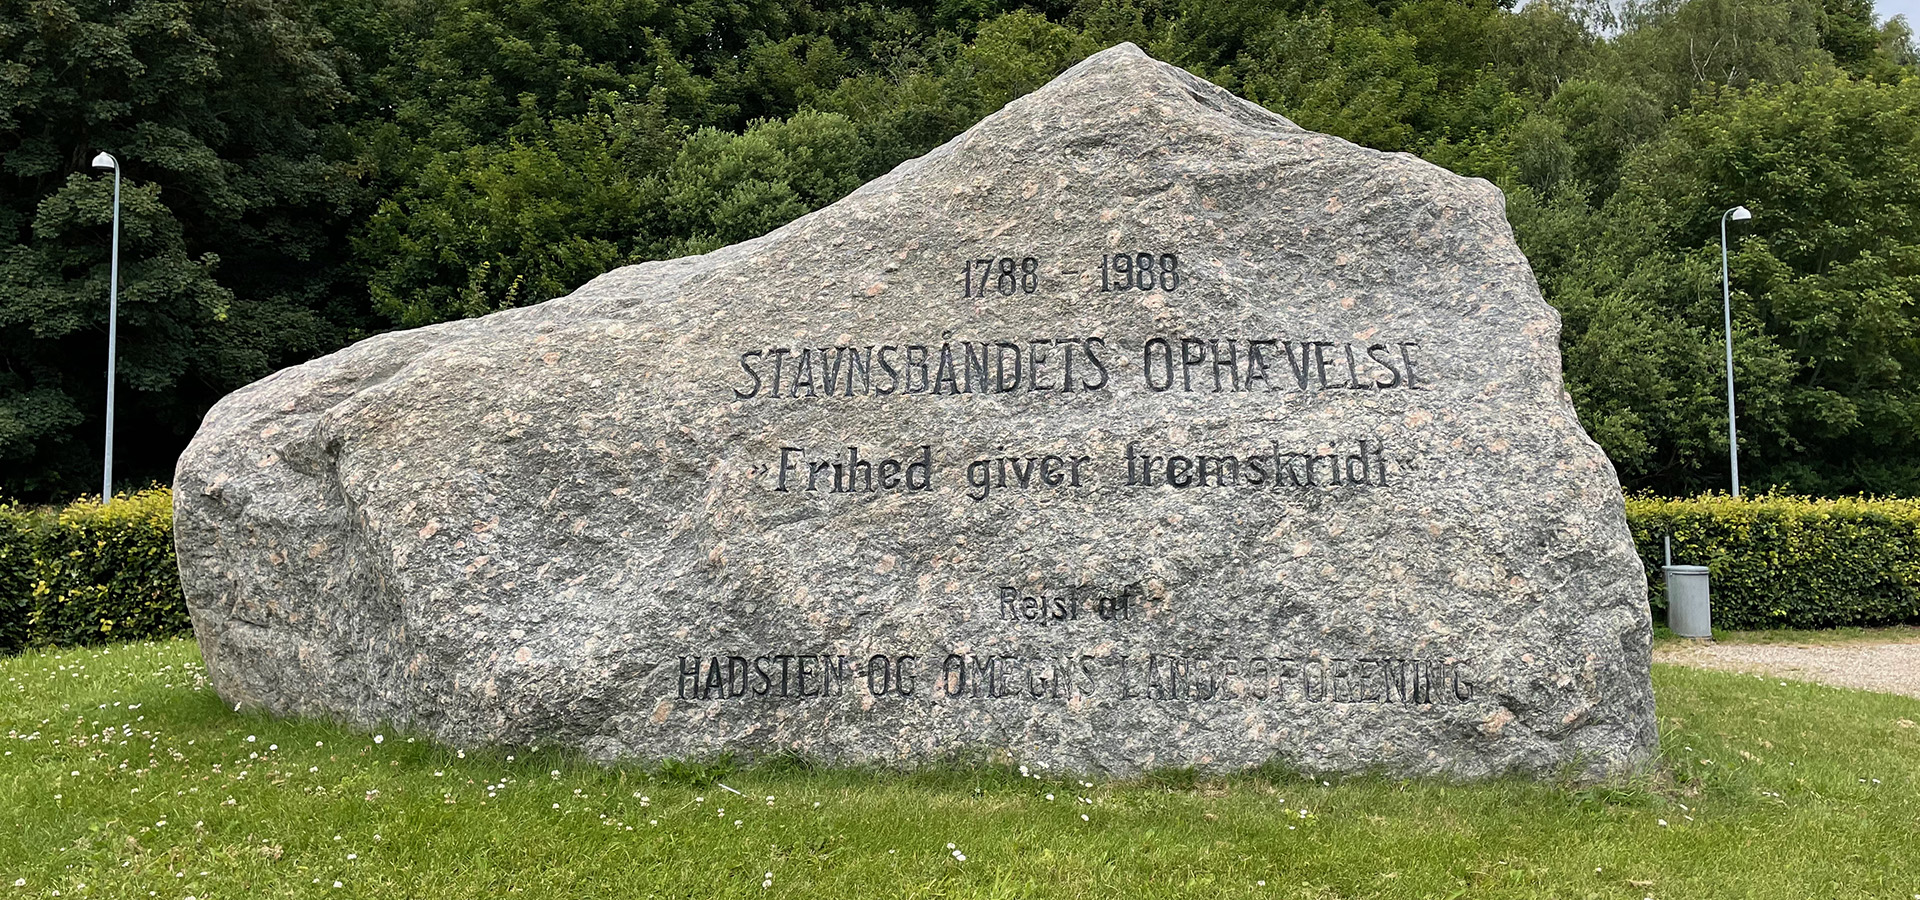 1788 - 1988
STAVNSBÅNDETS OPHÆVELSE
»Frihed giver fremskridt«
Rejst af
HADSTEN OG OMEGNS LANDBOFORENING